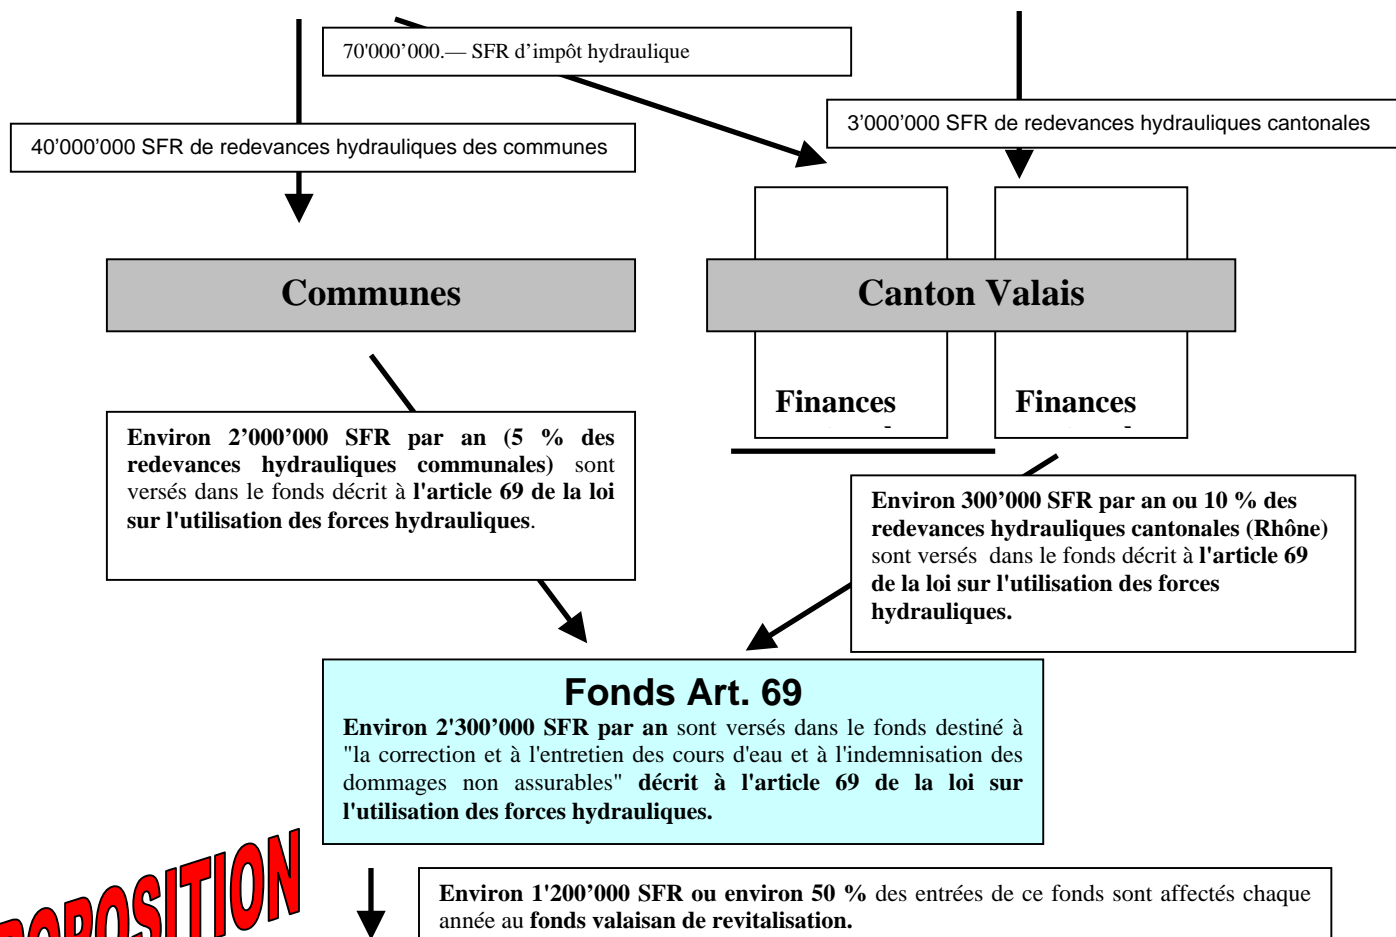 70'000’000.— SFR d’impôt hydraulique
3’000’000 SFR de redevances hydrauliques cantonales
40’000’000 SFR de redevances hydrauliques des communes
Communes
Canton Valais
Finances
Finances
Environ 2’000’000 SFR par an (5 % des
redevances hydrauliques communales) sont
versés dans le fonds décrit à l'article 69 de la loi
sur l'utilisation des forces hydrauliques.
Environ 300’000 SFR par an ou 10 % des
redevances hydrauliques cantonales (Rhône)
sont versés dans le fonds décrit à l'article 69
de la loi sur l'utilisation des forces
hydrauliques.
Fonds Art. 69
Environ 2'300’000 SFR par an sont versés dans le fonds destiné à
"la correction et à l'entretien des cours d'eau et à l'indemnisation des
dommages non assurables" décrit à l'article 69 de la loi sur
l'utilisation des forces hydrauliques.
PROPOSITION
Environ 1'200’000 SFR ou environ 50 % des entrées de ce fonds sont affectés chaque
année au fonds valaisan de revitalisation.